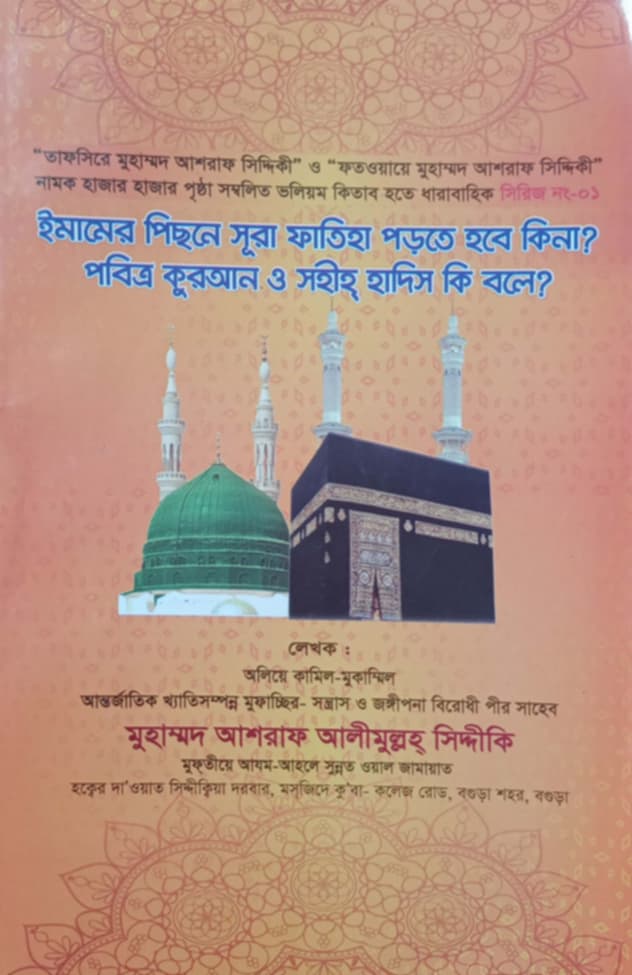 “তাফসিরে মুহাম্মদ আশরাফ সিদ্দিকী” ও “ফতওয়ায়ে মুহাম্মদ আশরাফ সিদ্দিকী”
নামক হাজার হাজার পৃষ্ঠা সম্বলিত ভলিয়ম কিতাব হতে ধারাবাহিক সিরিজ নং-০১
ইমামের পিছনে সূরা ফাতিহা পড়তে হবে কিনা?
পবিত্র কুরআন ও সহীহ্ হাদিস কি বলে?
লেখক :
অলিয়ে কামিল-মুকাম্মিল
আন্তর্জাতিক খ্যাতিসম্পন্ন মুফাচ্ছির- সন্ত্রাস ও জঙ্গীপনা বিরোধী পীর সাহেব
মুহাম্মদ আশরাফ আলীমুল্লহ্ সিদ্দীকি
মুফ্তীয়ে আযম-আহলে সুন্নত ওয়াল জামায়াত
হক্বের দা'ওয়াত সিদ্দীক্বিয়া দরবার, মস্জিদে কু'বা- কলেজ রোড, বগুড়া শহর, বগুড়া